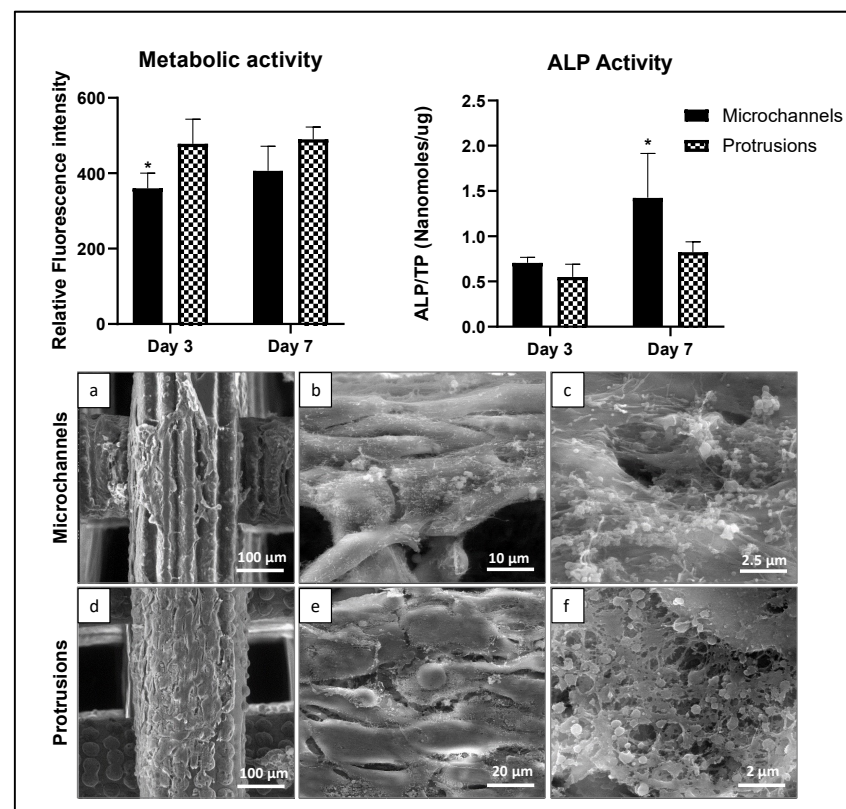 Metabolic activity
Relative Fluorescence intensity
600
400
200
0
*
Day 3
Day 7
ALP Activity
ALP/TP (Nanomoles/ug)
2.5
2.0
1.5
1.0
0.5
0.0
*
Day 3
Day 7
Microchannels
Protrusions
Microchannels
a
100 µm
b
10 µm
c
2.5 µm
Protrusions
d
100 µm
e
20 µm
f
2 µm